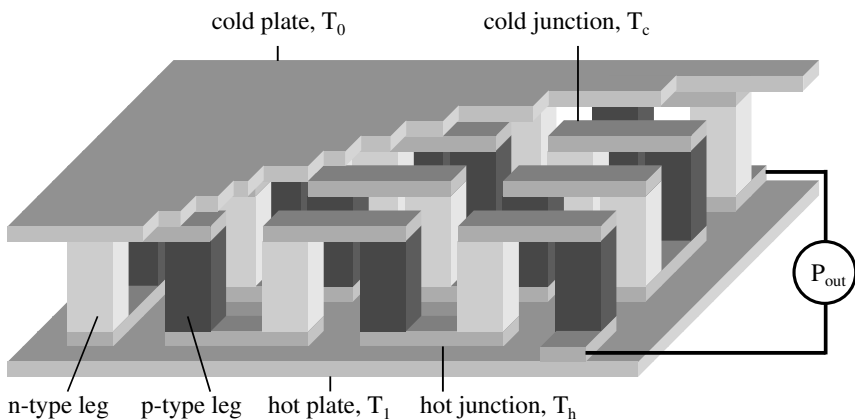 cold plate, T0
cold junction, Tc
Pout
n-type leg
p-type leg
hot plate, T1
hot junction, Th